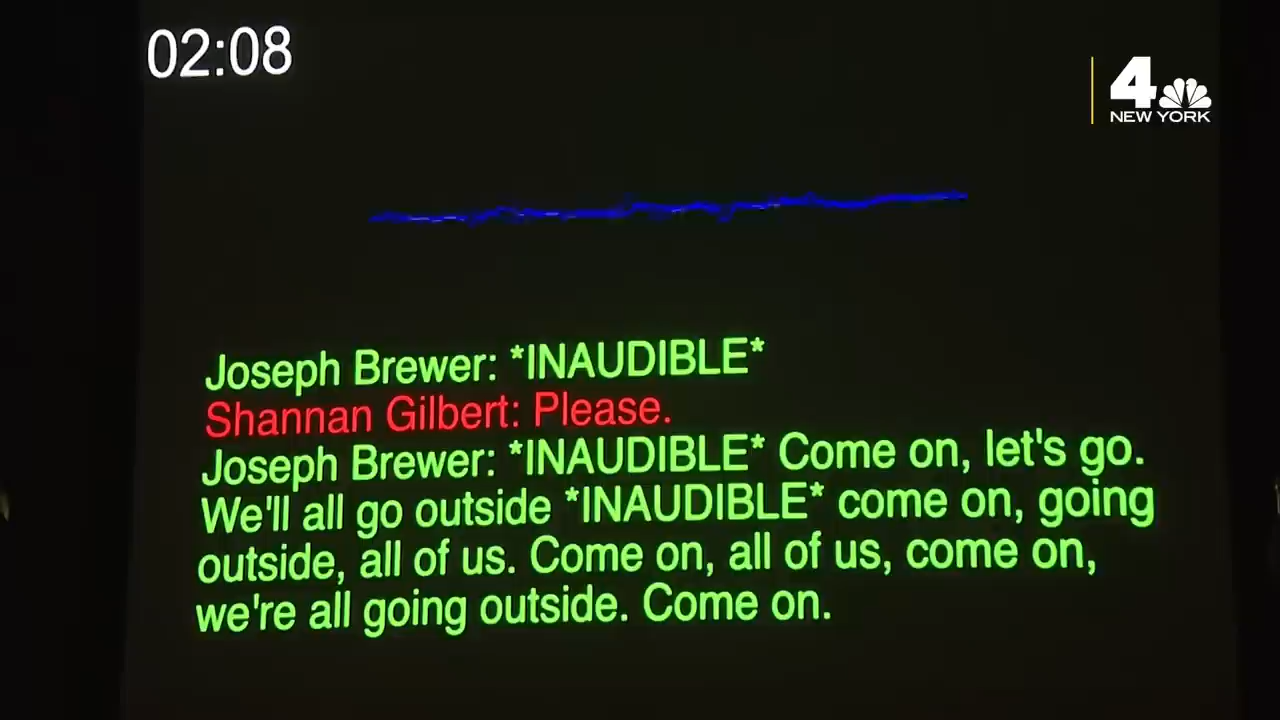 02:08
4
NEW YORK
Joseph Brewer: *INAUDIBLE*
Shannan Gilbert: Please.
Joseph Brewer: *INAUDIBLE* Come on, let's go.
We'll all go outside *INAUDIBLE* come on, going
outside, all of us. Come on, all of us, come on,
we're all going outside. Come on.